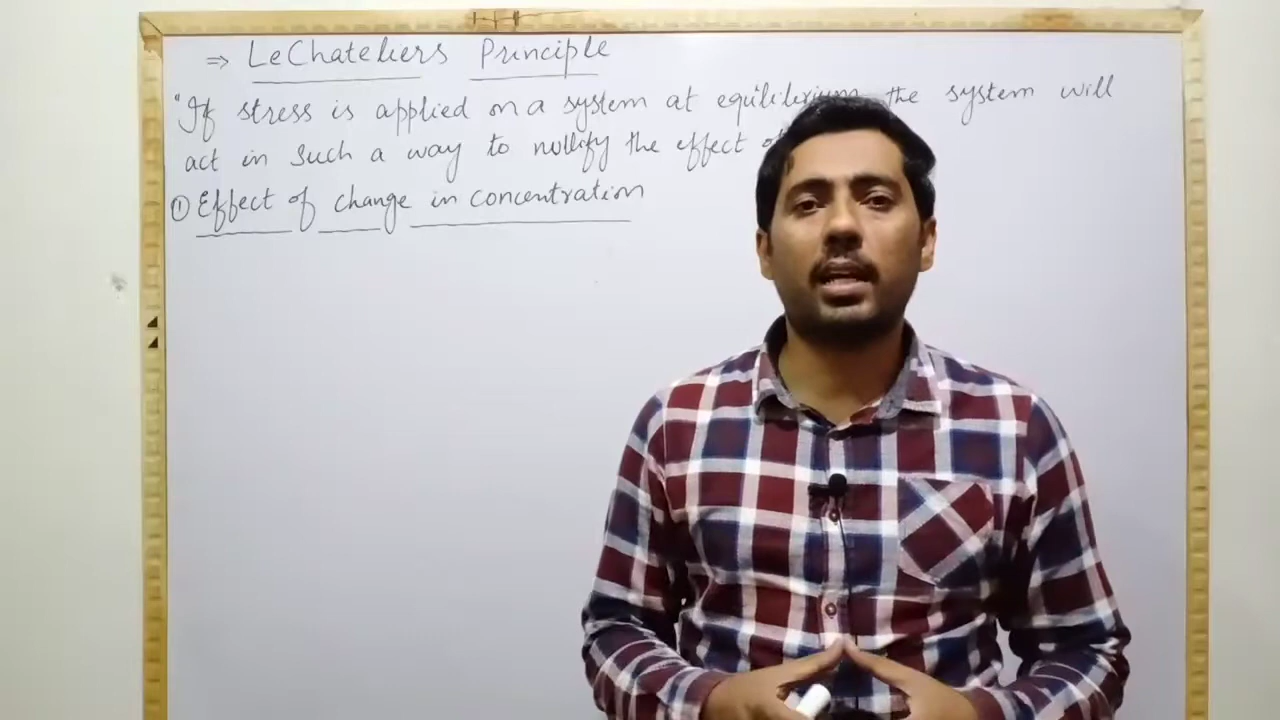 ⇒ LeChateliers Principle
"If stress is applied on a system at equilibrium the system will
act in such a way to nullify the effect of
① Effect of change in concentration